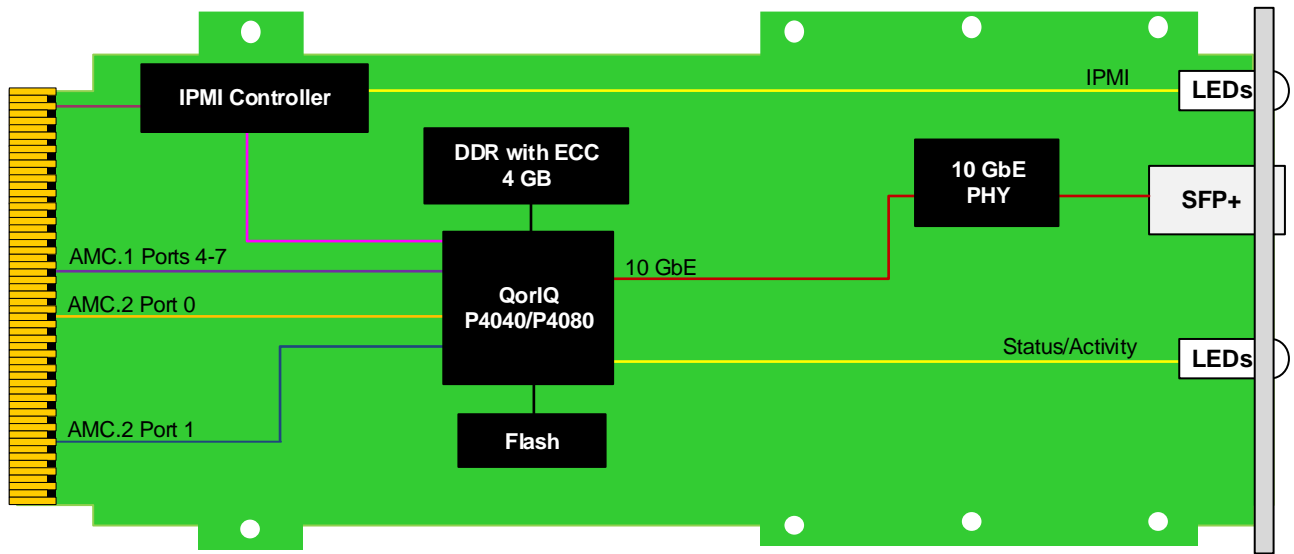 IPMI
LEDs
IPMI Controller
DDR with ECC
4 GB
10 GbE
PHY
SFP+
AMC.1 Ports 4-7
10 GbE
QorIQ
P4040/P4080
AMC.2 Port 0
Status/Activity
LEDs
AMC.2 Port 1
Flash